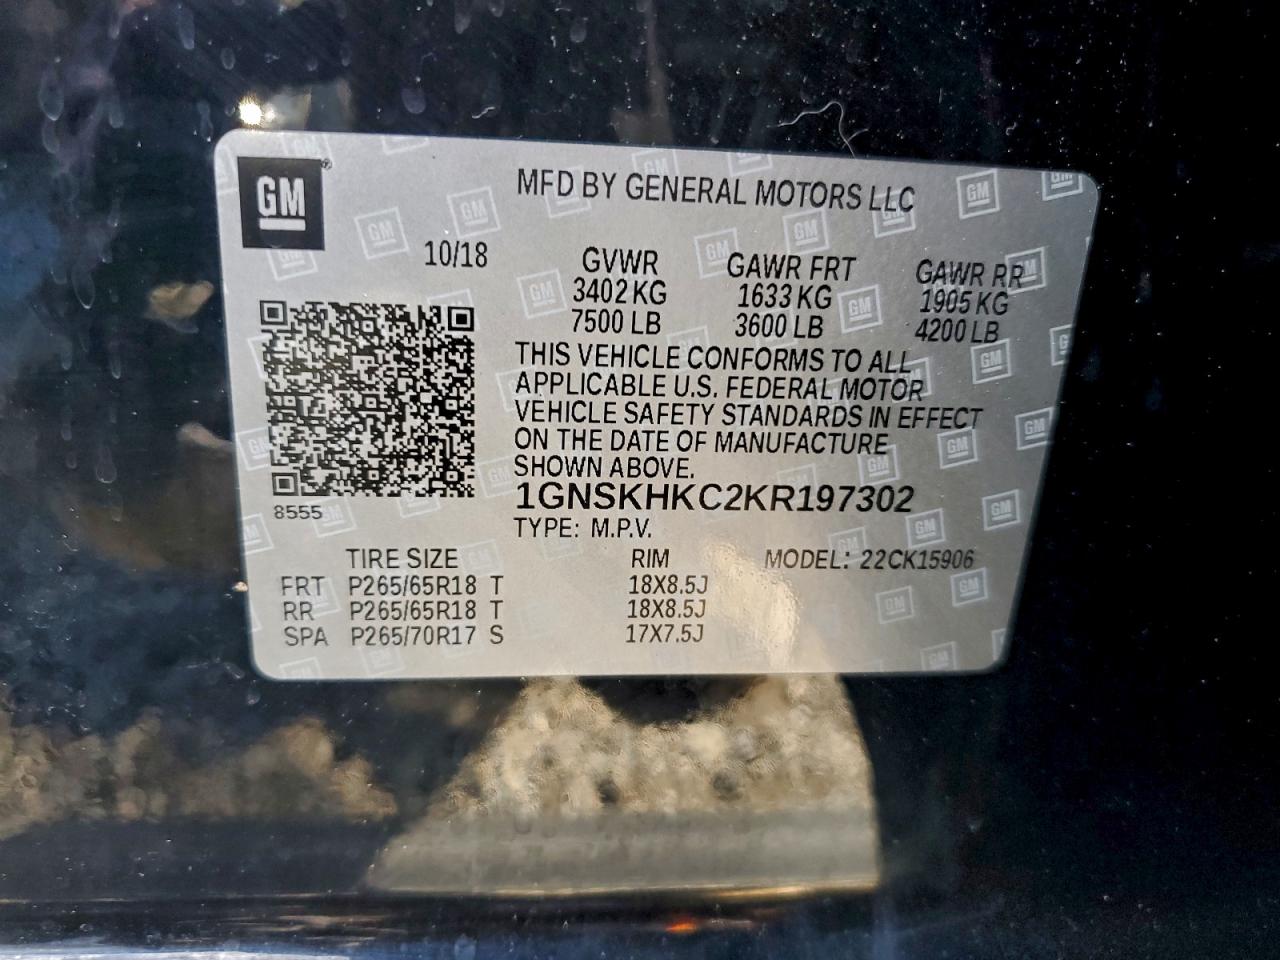 GM
MFD BY GENERAL MOTORS LLC
10/18
GVWR GAWR FRT GAWR RR
3402 KG 1633 KG 1905 KG
7500 LB 3600 LB 4200 LB
THIS VEHICLE CONFORMS TO ALL
APPLICABLE U.S. FEDERAL MOTOR
VEHICLE SAFETY STANDARDS IN EFFECT
ON THE DATE OF MANUFACTURE
SHOWN ABOVE.
1GNSKHKC2KR197302
8555
TYPE: M.P.V.
TIRE SIZE RIM MODEL: 22CK15906
FRT P265/65R18 T 18X8.5J
RR P265/65R18 T 18X8.5J
SPA P265/70R17 S 17X7.5J